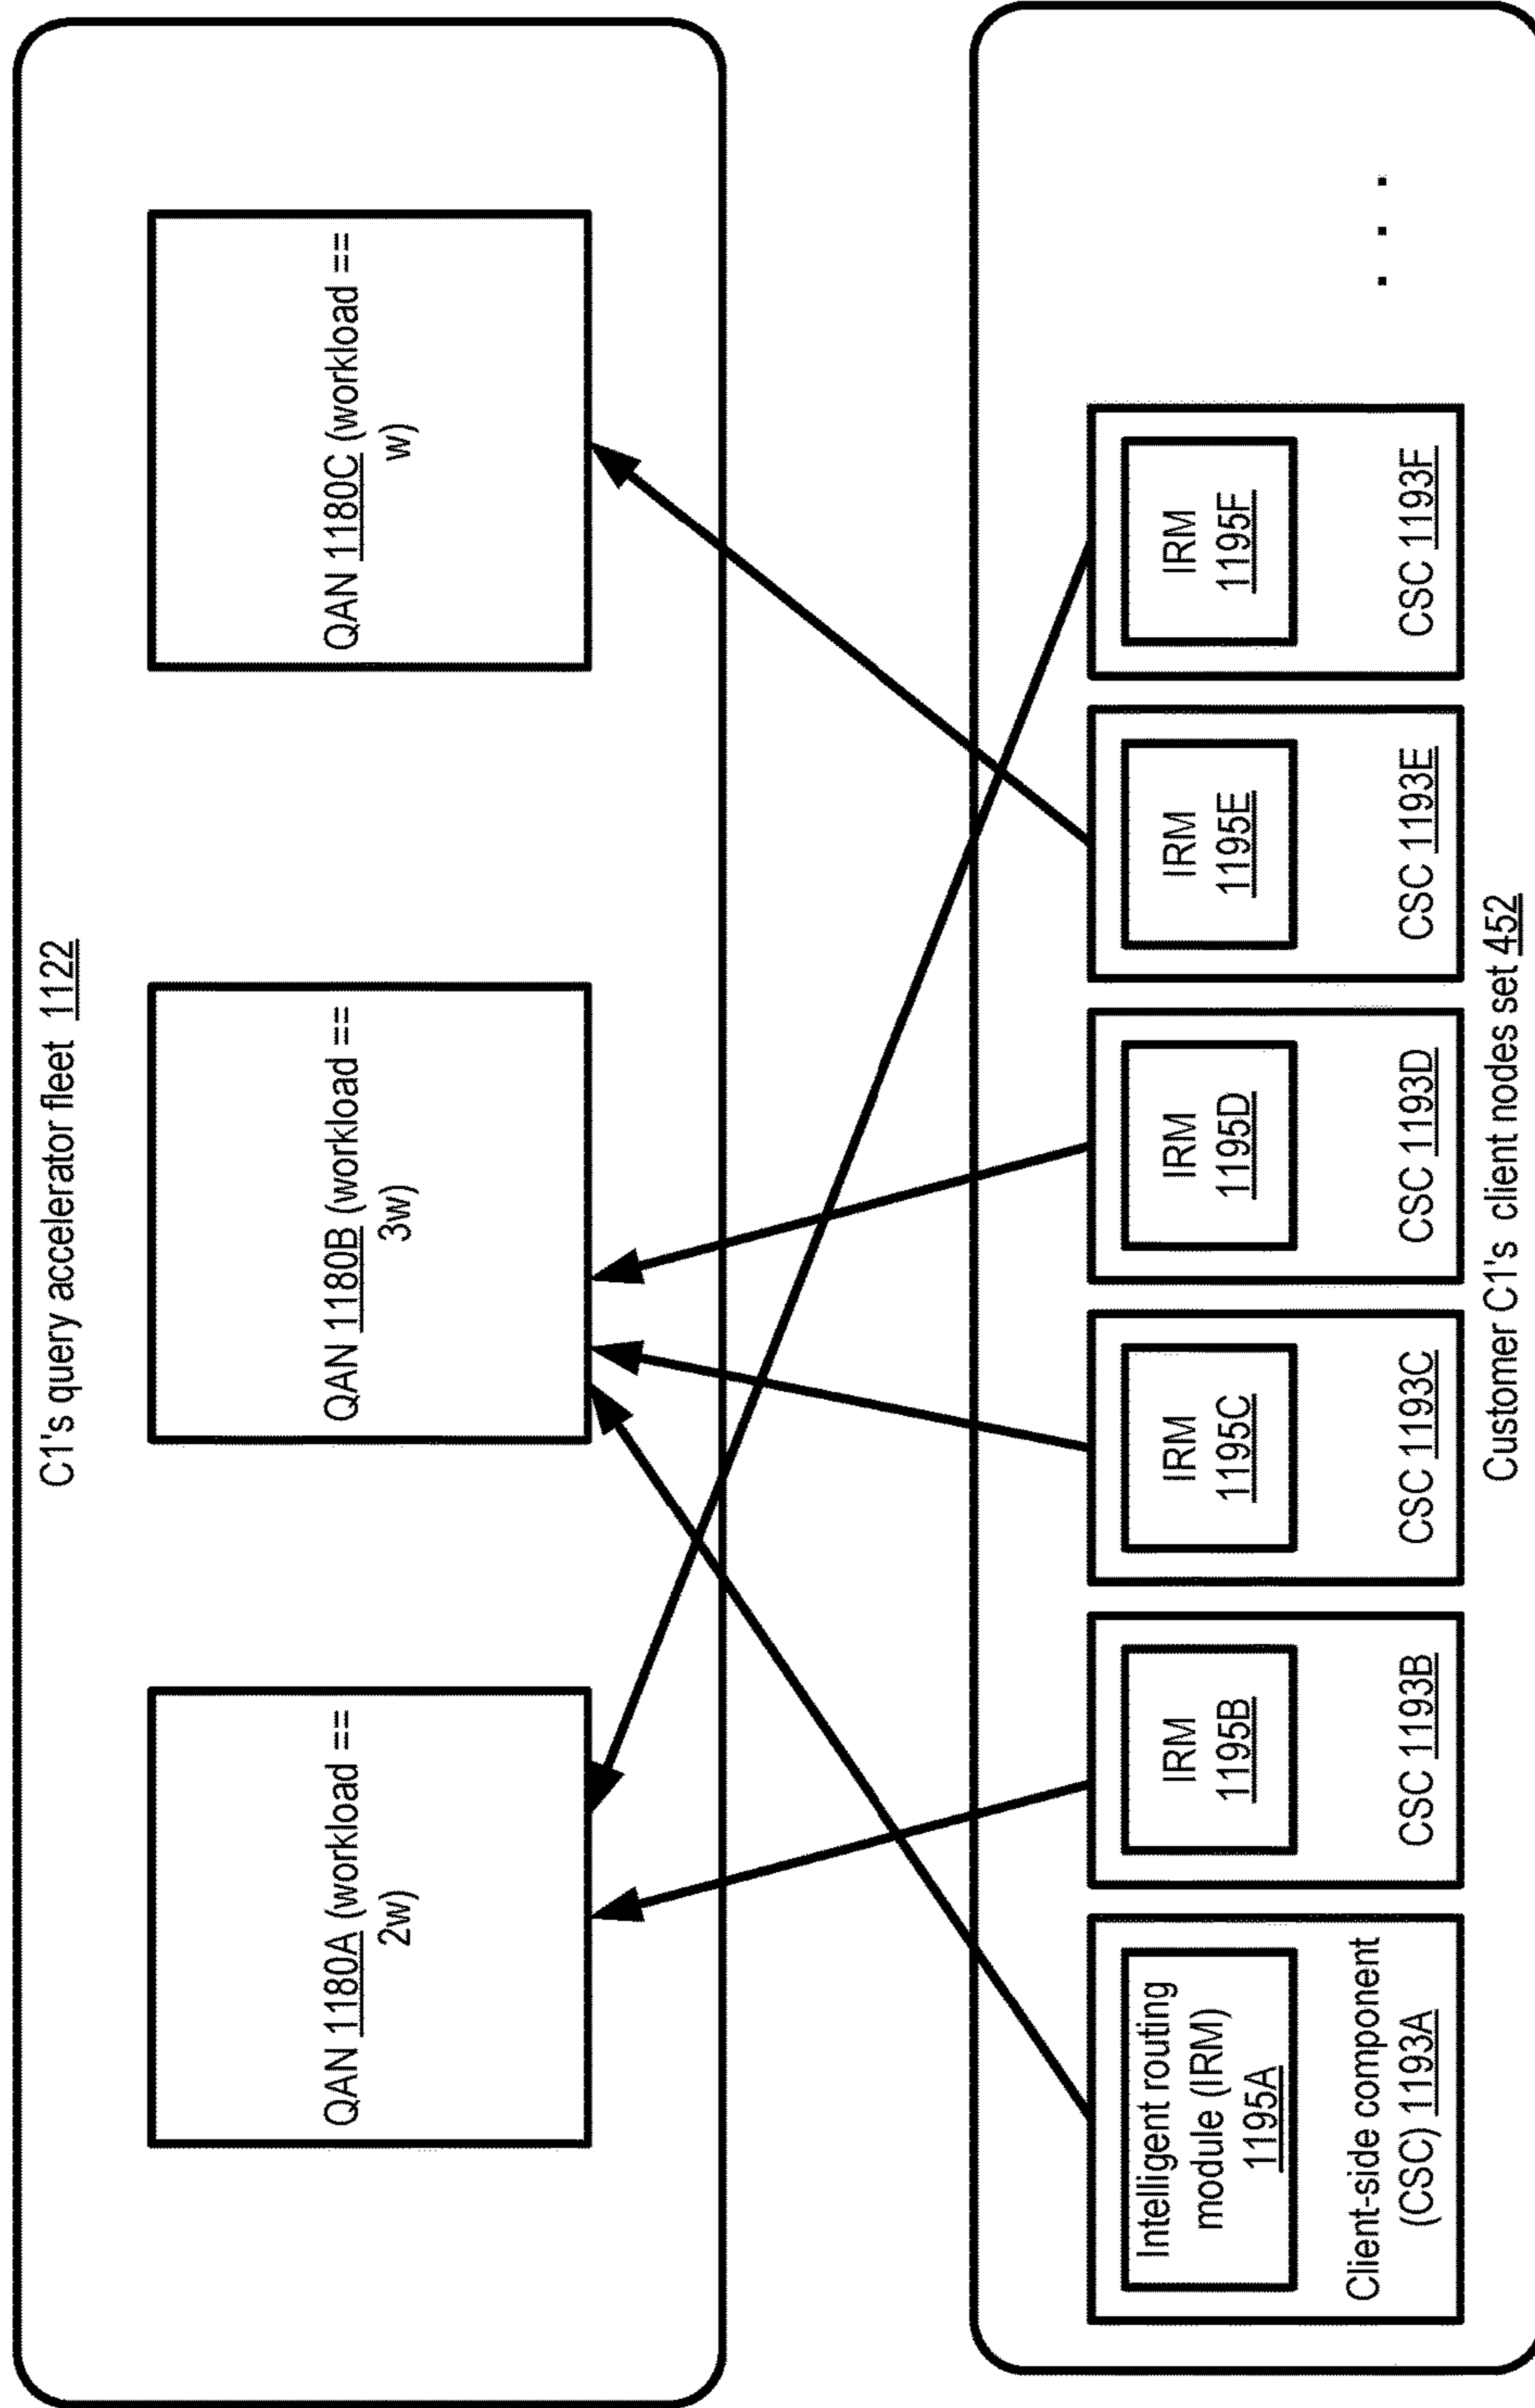 C1's query accelerator fleet 1122
QAN 1180A (workload ==
2w)
QAN 1180B (workload ==
3w)
QAN 1180C (workload ==
w)
Intelligent routing
module (IRM)
1195A
Client-side component
(CSC) 1193A
IRM
1195B
CSC 1193B
IRM
1195C
CSC 1193C
IRM
1195D
CSC 1193D
IRM
1195E
CSC 1193E
IRM
1195F
CSC 1193F
. . .
Customer C1's client nodes set 452